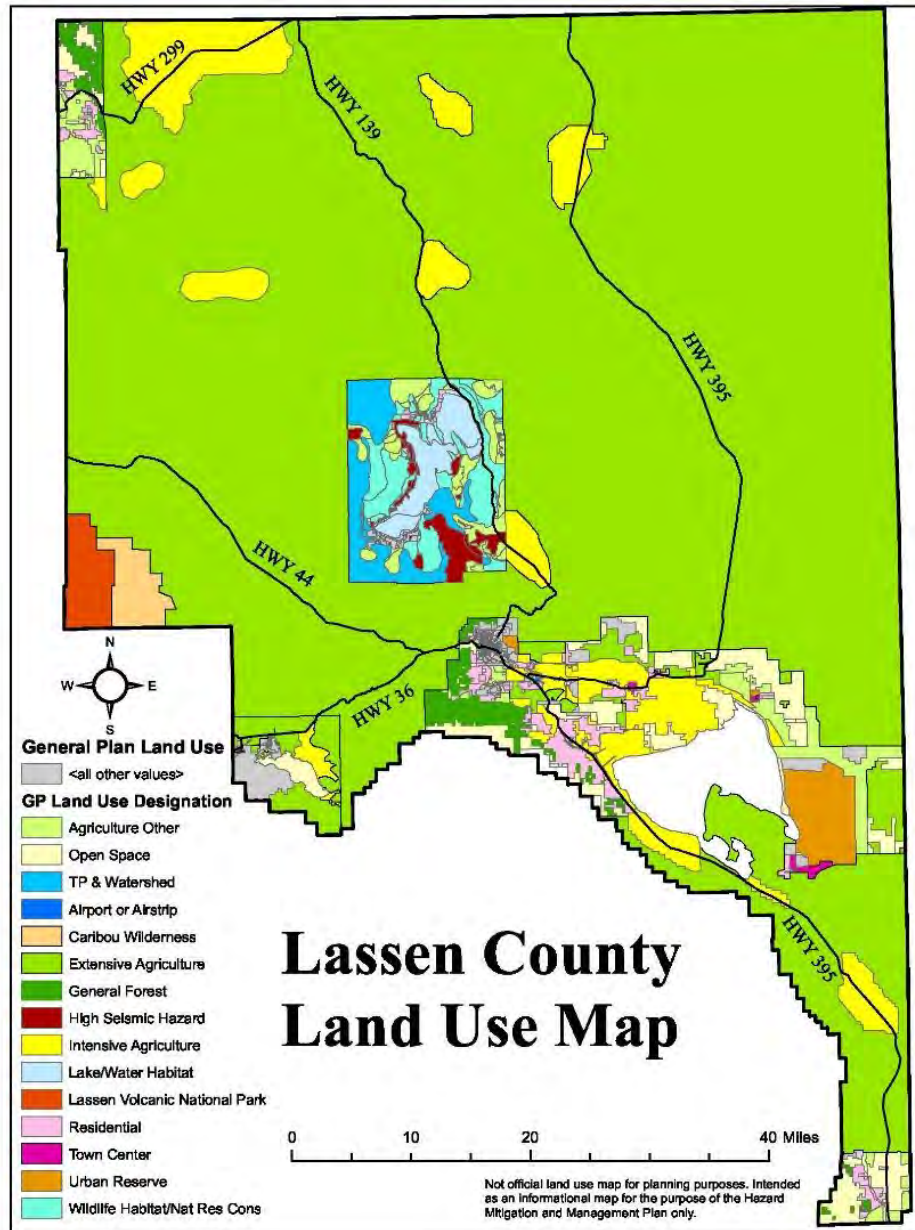 HWY 299
HWY 139
HWY 395
HWY 44
HWY 36
HWY 395
N
W E
S
General Plan Land Use
<all other values>
GP Land Use Designation
Agriculture Other
Open Space
TP & Watershed
Airport or Airstrip
Caribou Wilderness
Extensive Agriculture
General Forest
High Seismic Hazard
Intensive Agriculture
Lake/Water Habitat
Lassen Volcanic National Park
Residential
Town Center
Urban Reserve
Wildlife Habitat/Nat Res Cons
Lassen County
Land Use Map
0 10 20 40 Miles
Not official land use map for planning purposes. Intended
as an informational map for the purpose of the Hazard
Mitigation and Management Plan only.